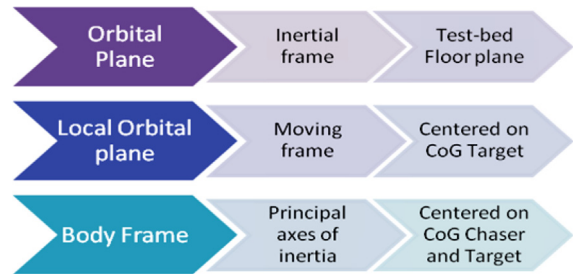 Orbital
Plane
Inertial
frame
Test-bed
Floor plane
Local Orbital
plane
Moving
frame
Centered on
CoG Target
Body Frame
Principal
axes of
inertia
Centered on
CoG Chaser
and Target